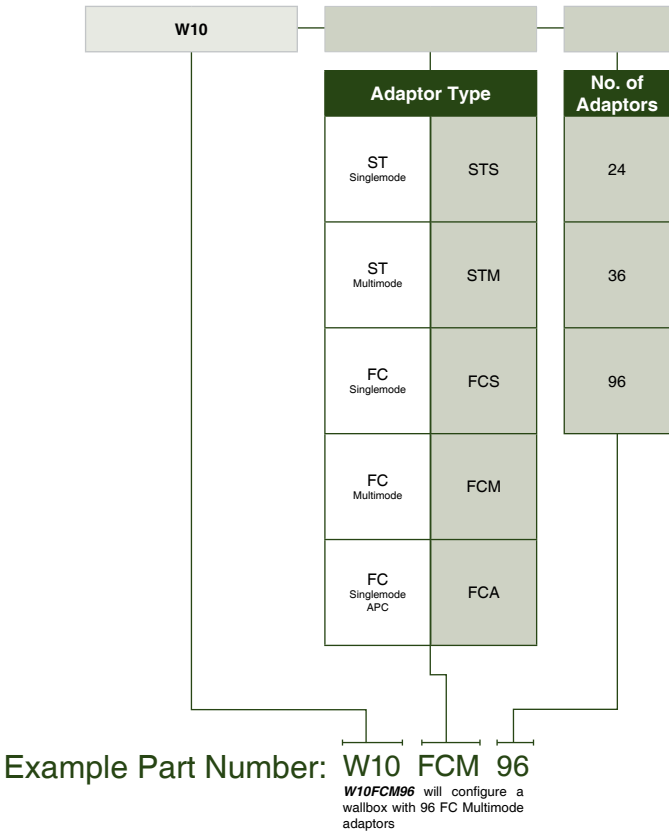 W10
Adaptor Type
No. of
Adaptors
ST
Singlemode
STS
24
ST
Multimode
STM
36
FC
Singlemode
FCS
96
FC
Multimode
FCM
FC
Singlemode
APC
FCA
Example Part Number: W10 FCM 96
W10FCM96 will configure a
wallbox with 96 FC Multimode
adaptors